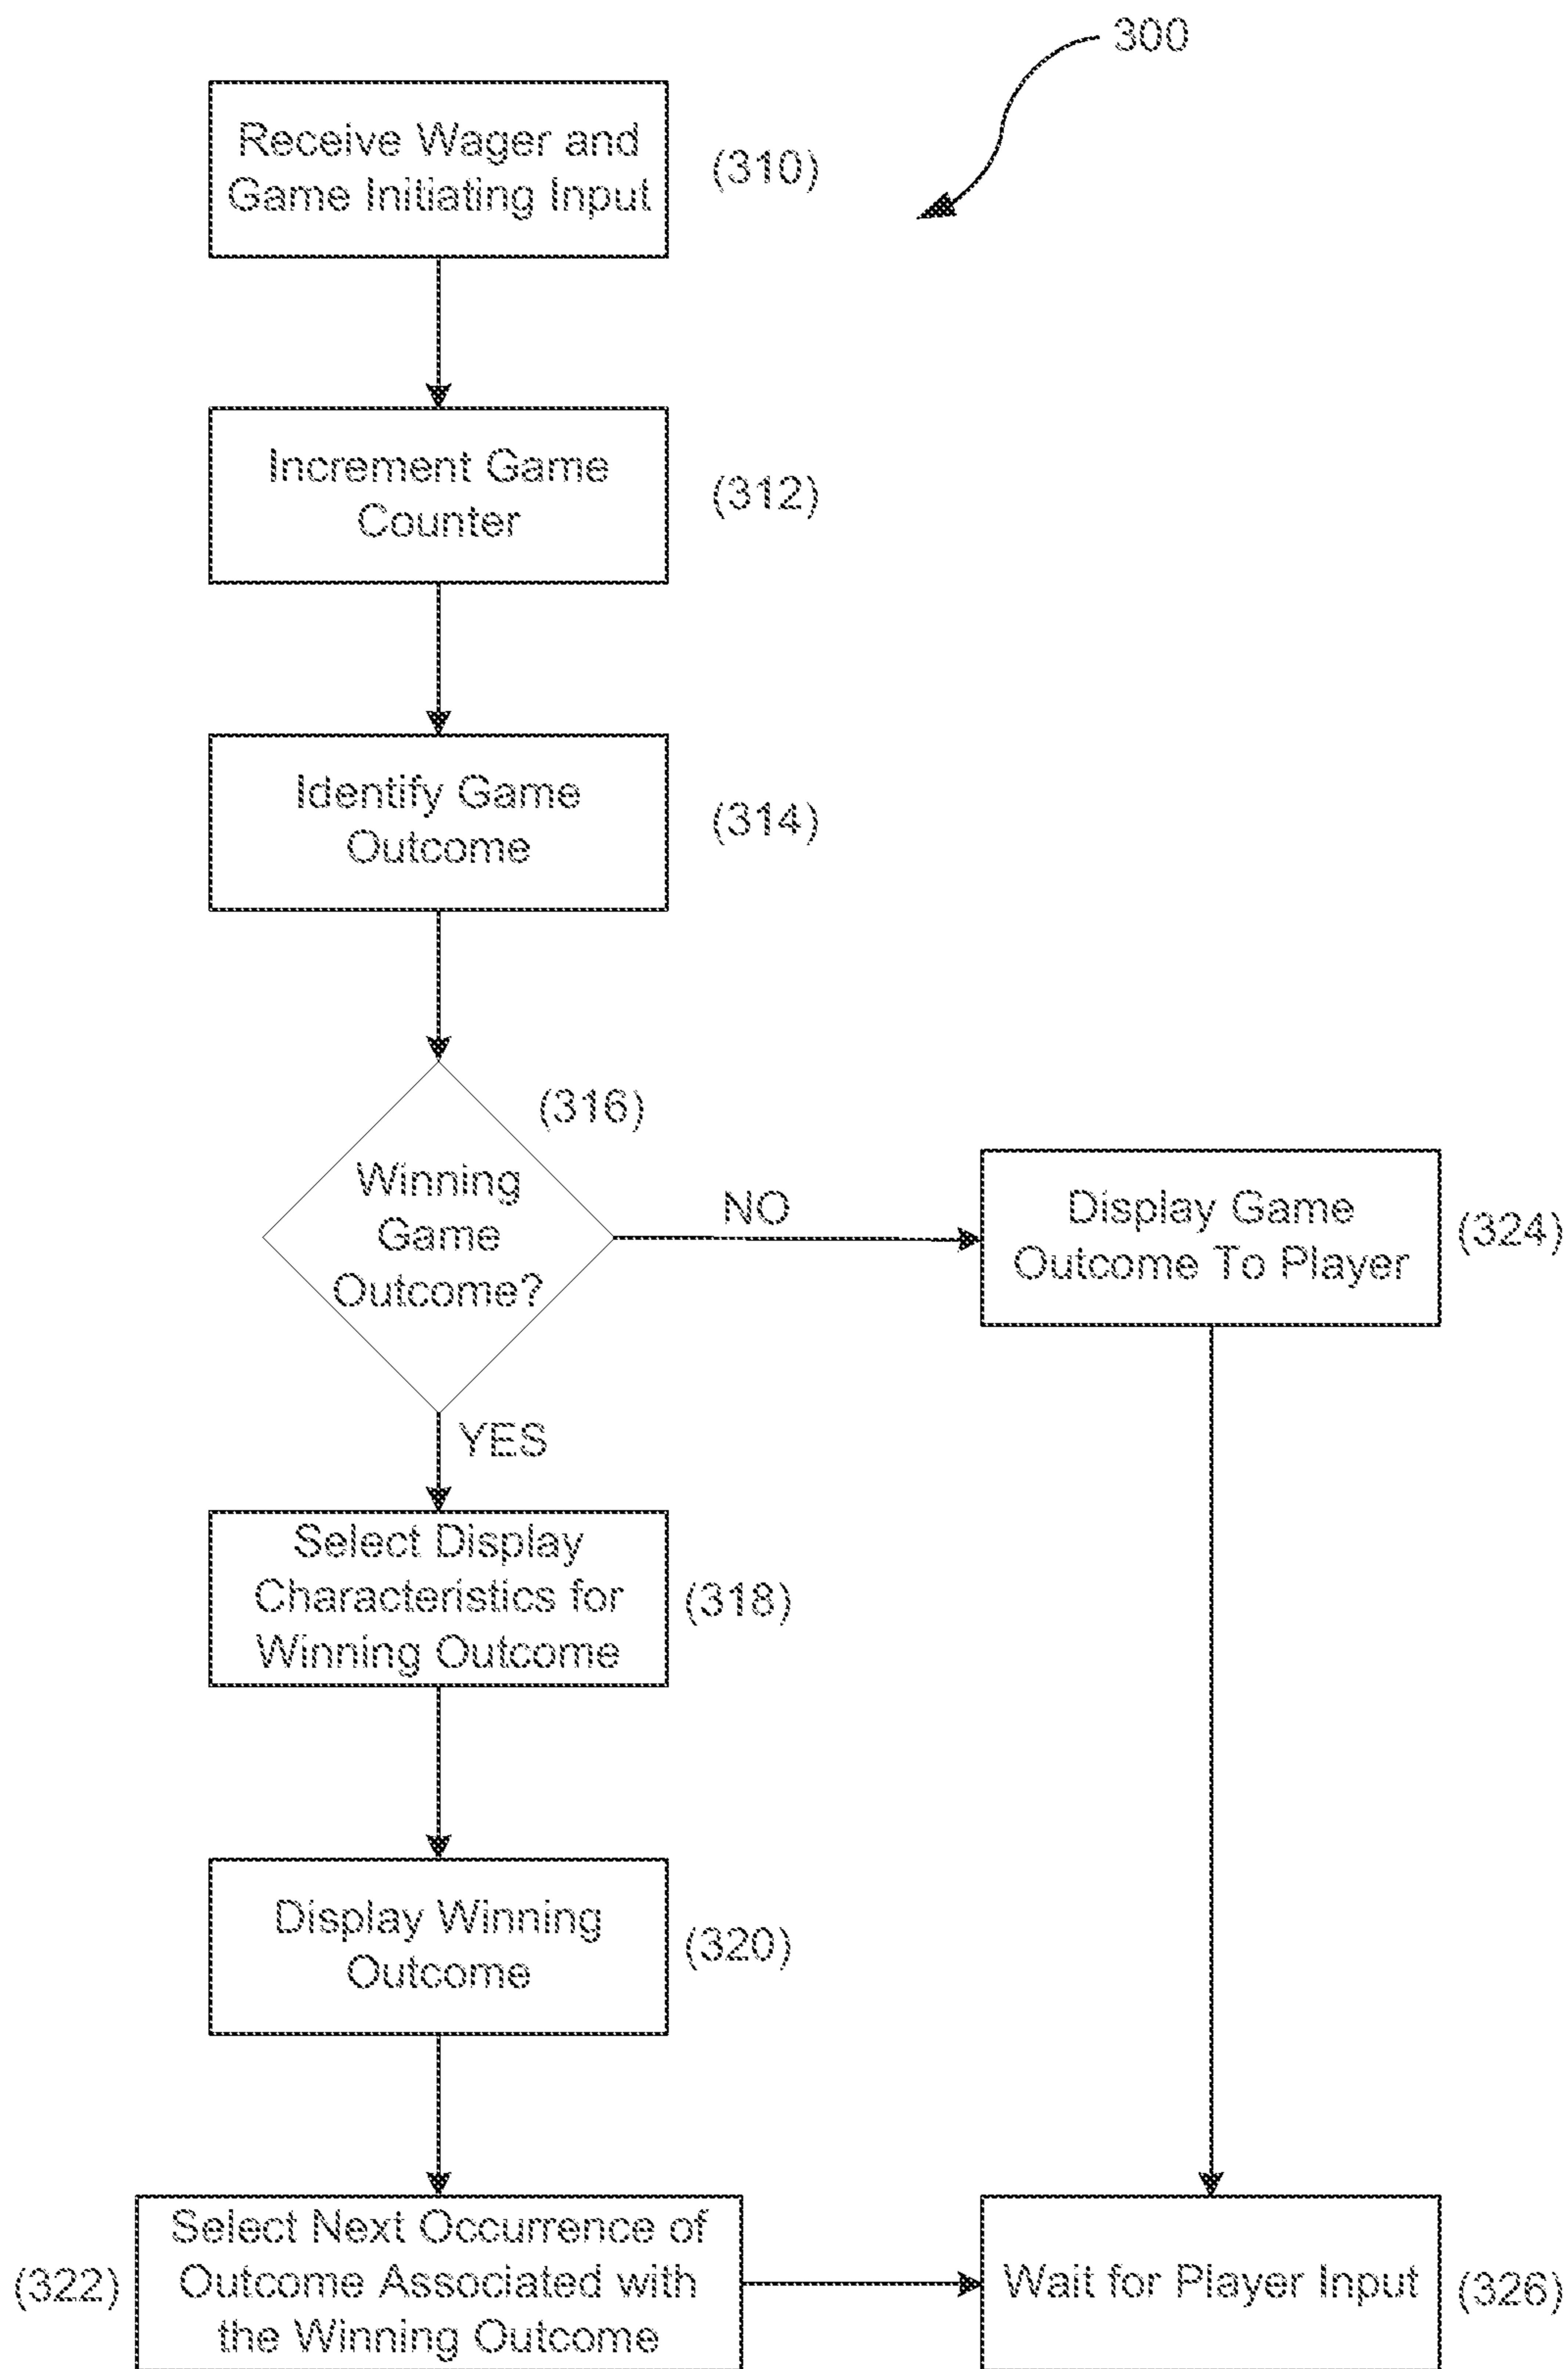 300
Receive Wager and
Game Initiating Input
(310)
Increment Game
Counter
(312)
Identify Game
Outcome
(314)
(316)
Winning
Game
Outcome?
NO
Display Game
Outcome To Player
(324)
YES
Select Display
Characteristics for
Winning Outcome
(318)
Display Winning
Outcome
(320)
(322)
Select Next Occurrence of
Outcome Associated with
the Winning Outcome
Wait for Player Input
(326)